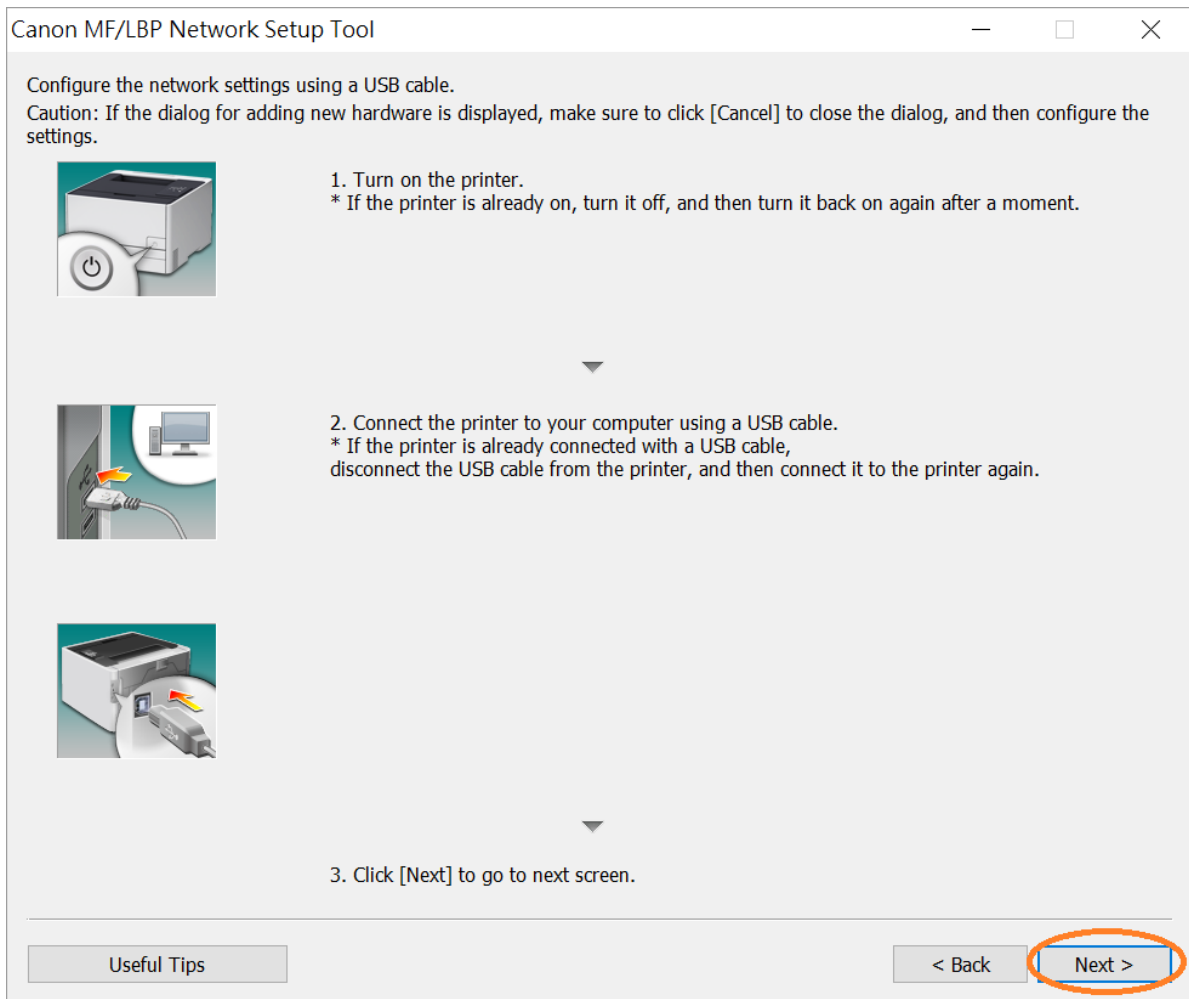 Canon MF/LBP Network Setup Tool
Configure the network settings using a USB cable.
Caution: If the dialog for adding new hardware is displayed, make sure to click [Cancel] to close the dialog, and then configure the
settings.
1. Turn on the printer.
* If the printer is already on, turn it off, and then turn it back on again after a moment.
2. Connect the printer to your computer using a USB cable.
* If the printer is already connected with a USB cable,
disconnect the USB cable from the printer, and then connect it to the printer again.
3. Click [Next] to go to next screen.
Useful Tips
< Back
Next >